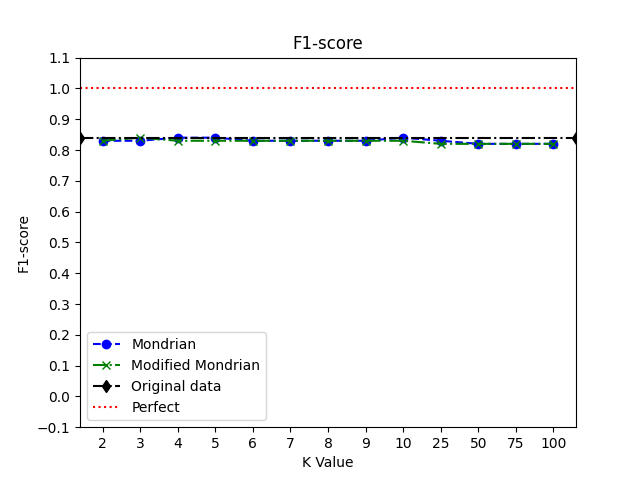 F1-score
1.1
1.0
0.9
0.8
0.7
0.6
0.5
0.4
0.3
0.2
0.1
0.0
−0.1
F1-score
Mondrian
Modified Mondrian
Original data
Perfect
2 3 4 5 6 7 8 9 10 25 50 75 100
K Value